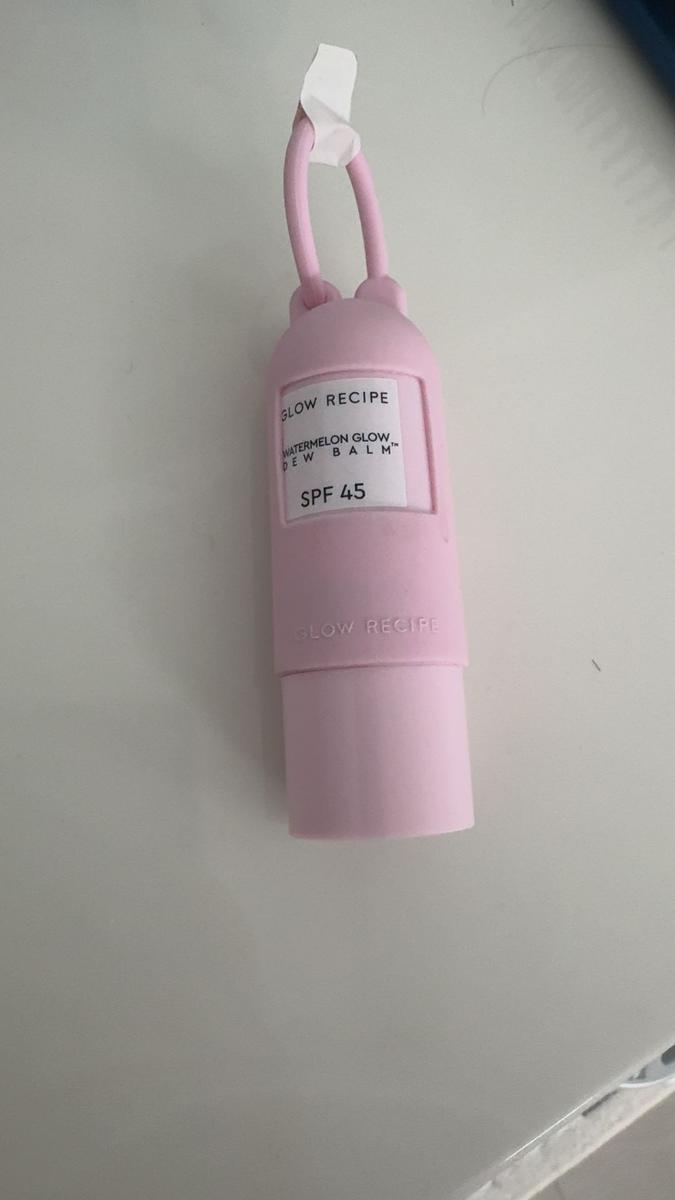 GLOW RECIPE
WATERMELON GLOW
DEW BALM™
SPF 45
GLOW RECIPE